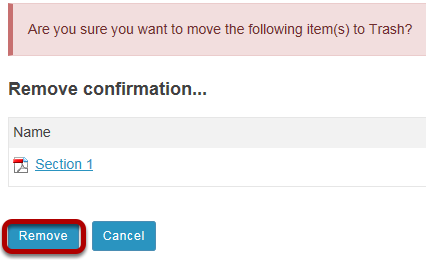 Are you sure you want to move the following item(s) to Trash?
Remove confirmation...
Name
Section 1
Remove Cancel